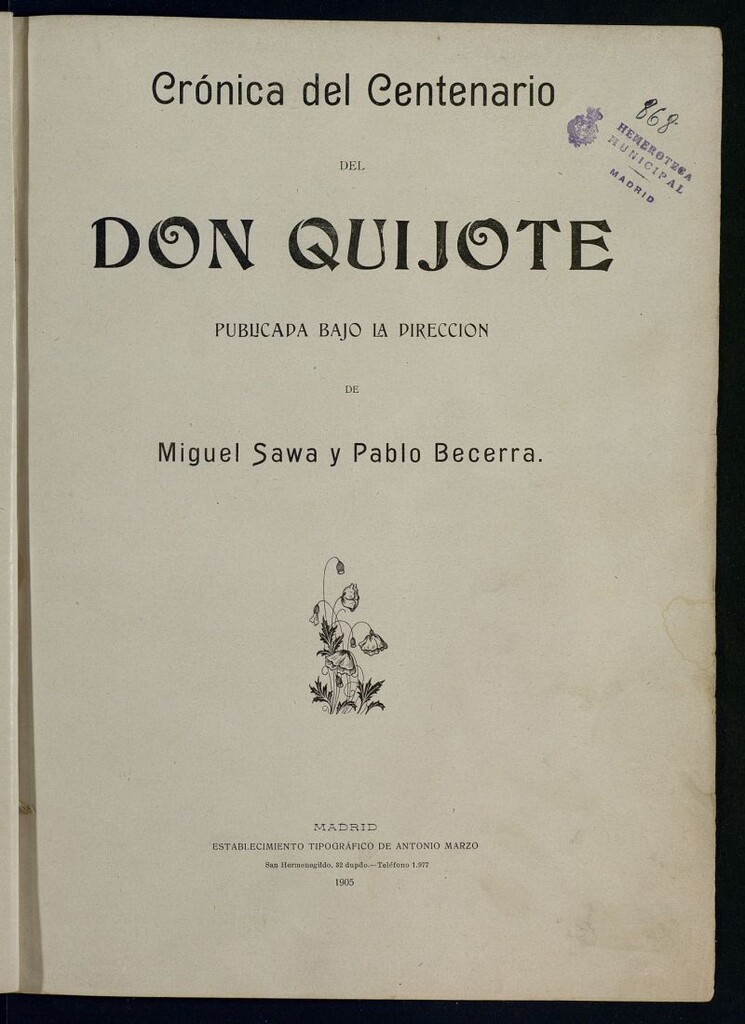 Crónica del Centenario
868
HEMEROTECA
MUNICIPAL
MADRID
DEL
DON QUIJOTE
PUBLICADA BAJO LA DIRECCION
DE
Miguel Sawa y Pablo Becerra.
MADRID
ESTABLECIMIENTO TIPOGRÁFICO DE ANTONIO MARZO
San Hermenegildo, 32 dupdo.—Teléfono 1.977
1905